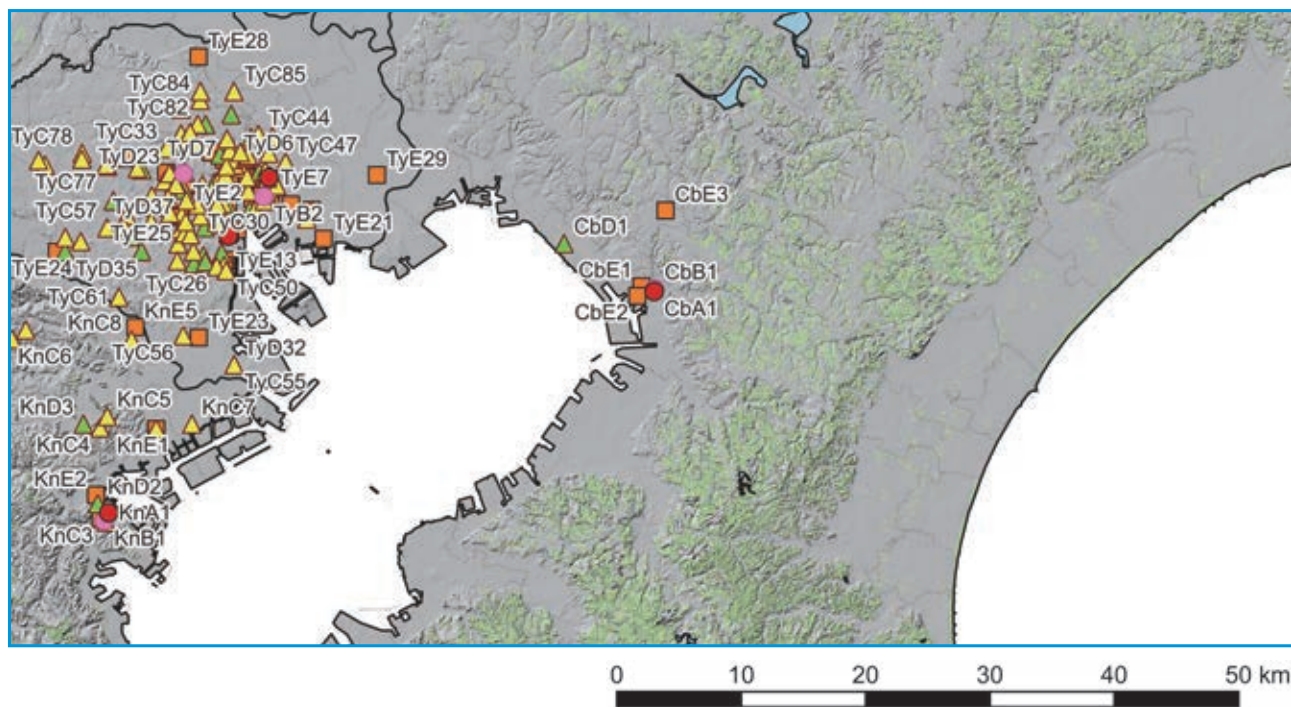 TyE28
TyC84 TyC85
TyC82
TyC44
TyC33
TyC78 TyD6
TyD7 TyC47
TyD23
TyE29
TyE7
TyC77
TyE2
CbE3
TyC57 TyD37
TyB2
TyC30 TyE21
CbD1
TyE25
TyE24 TyD35 TyE13
CbE1 CbB1
TyC26 TyC50
TyC61 CbA1
KnE5 CbE2
KnC8 TyE23
KnC6 TyC56 TyD32
TyC55
KnD3 KnC5 KnC7
KnC4 KnE1
KnE2 KnD2
KnA1
KnC3 KnB1
0 10 20 30 40 50 km